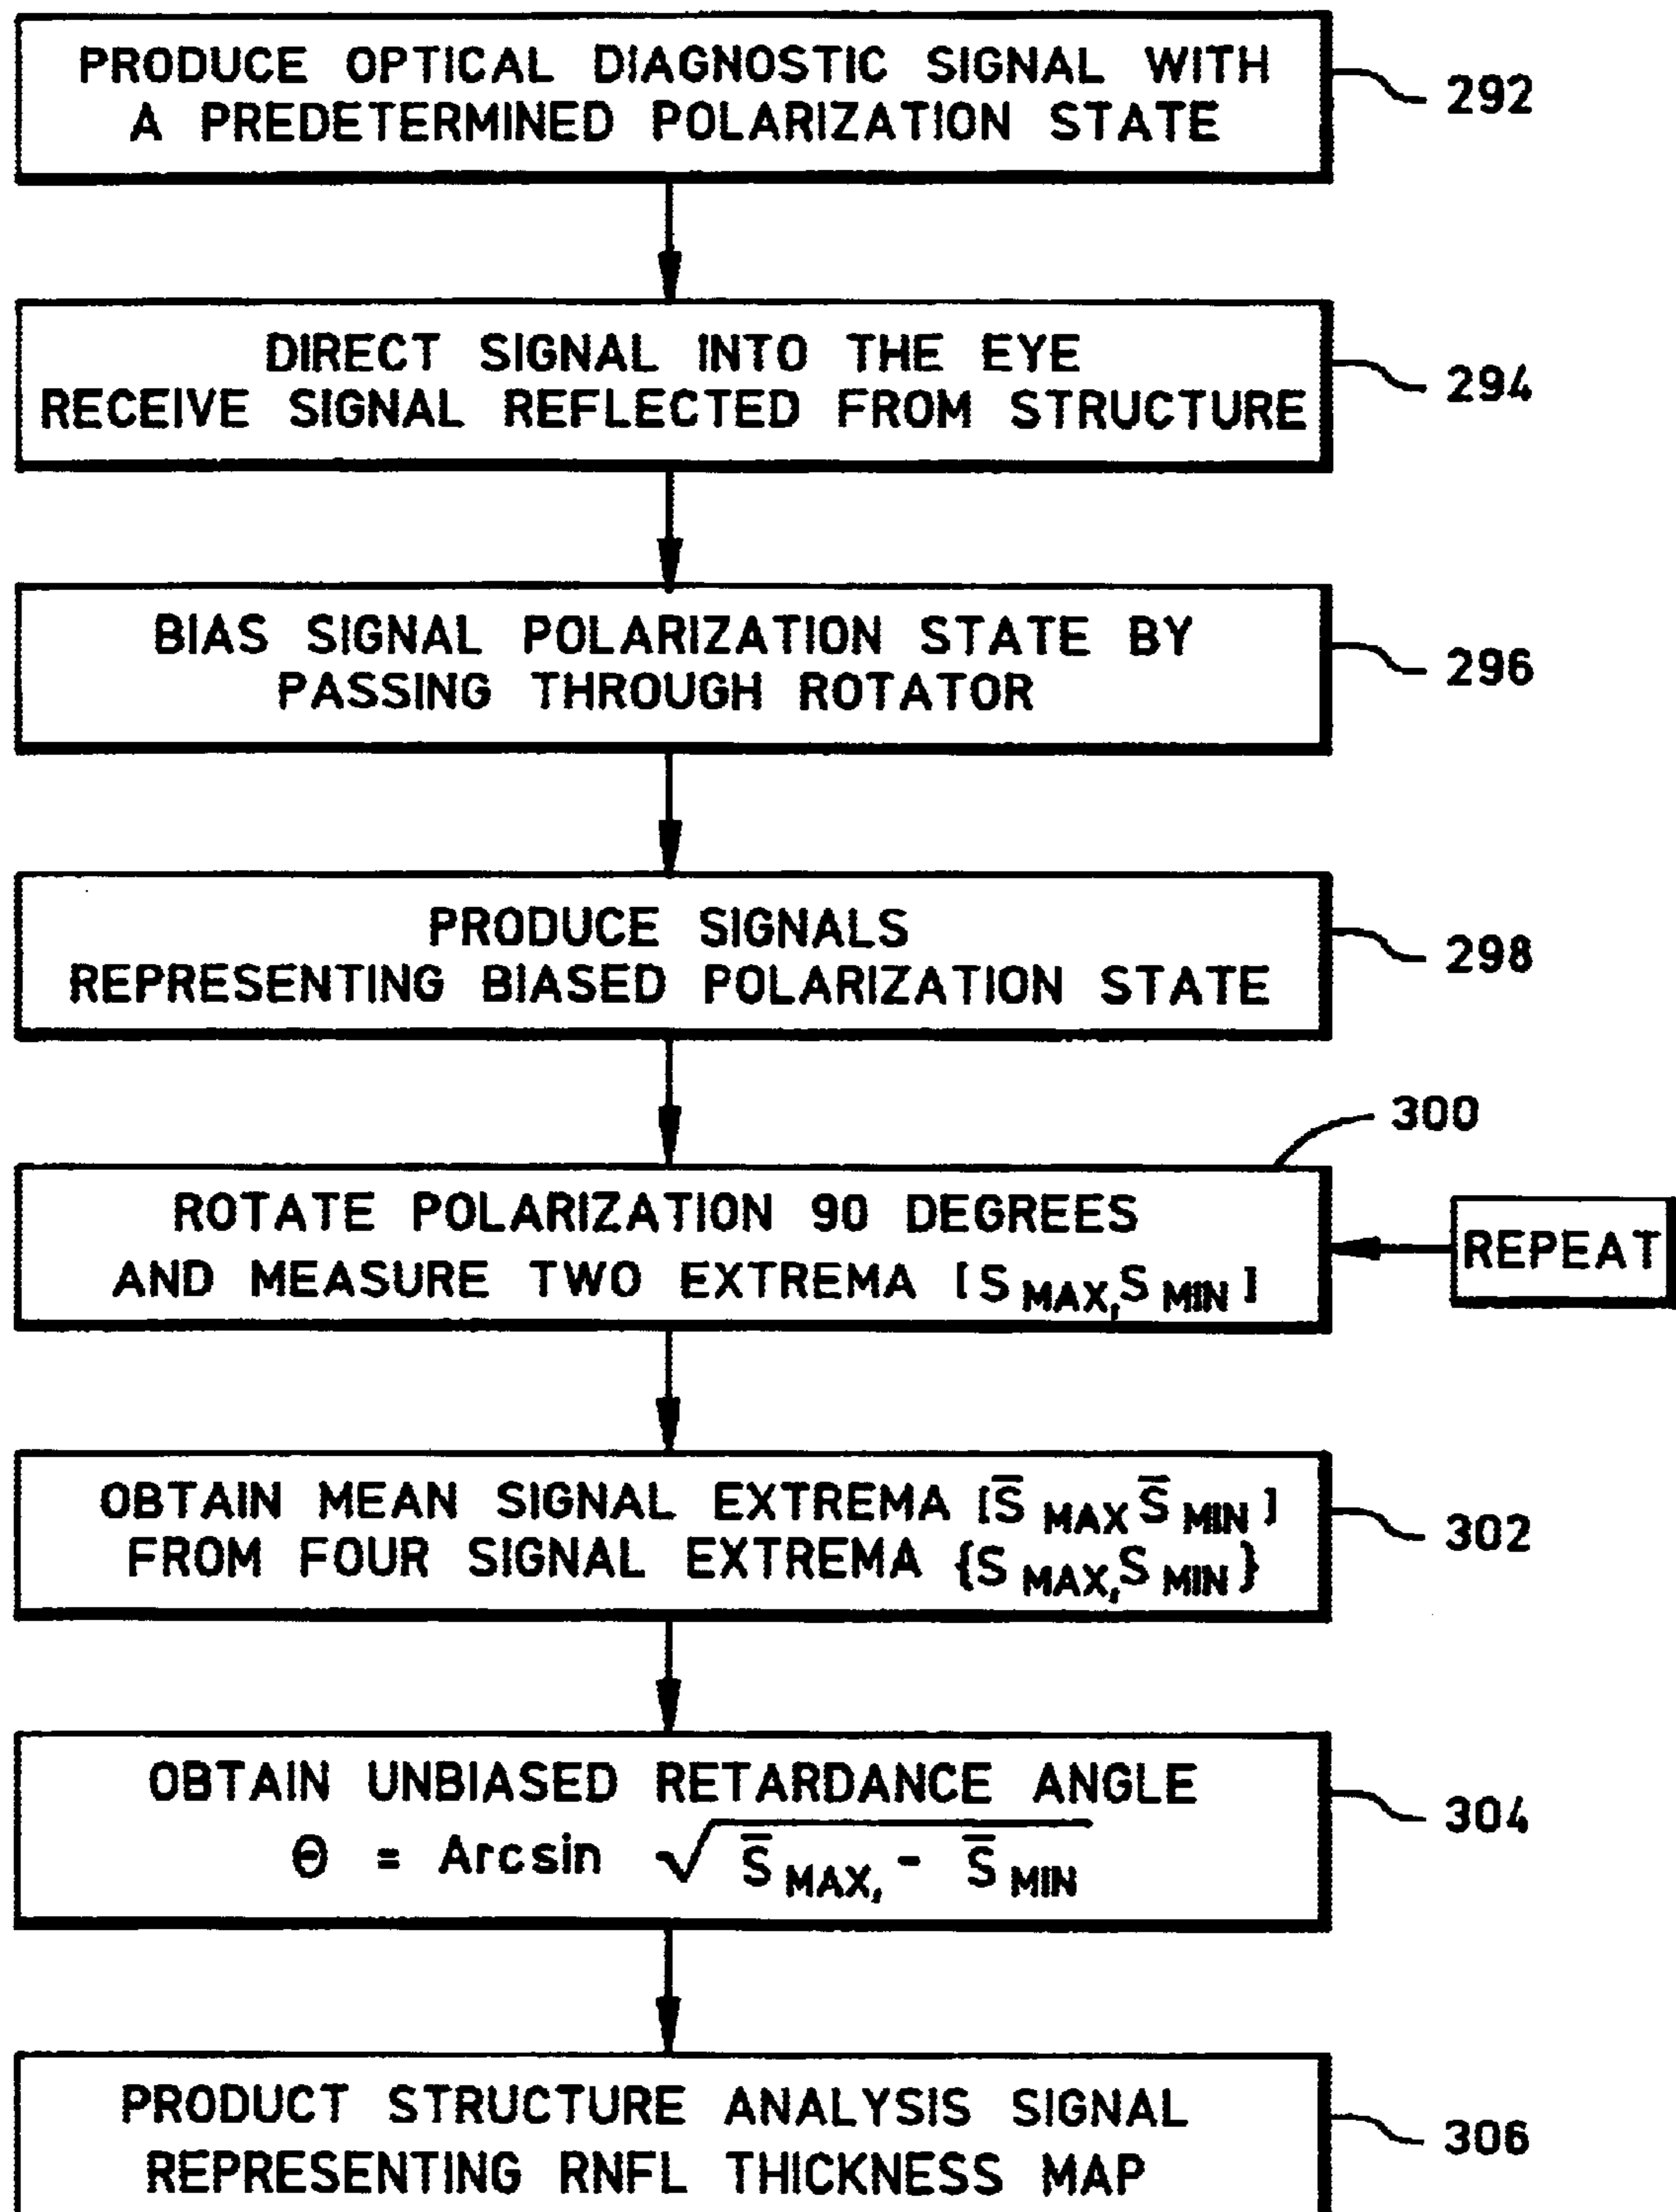 PRODUCE OPTICAL DIAGNOSTIC SIGNAL WITH
A PREDETERMINED POLARIZATION STATE
292
DIRECT SIGNAL INTO THE EYE
RECEIVE SIGNAL REFLECTED FROM STRUCTURE
294
BIAS SIGNAL POLARIZATION STATE BY
PASSING THROUGH ROTATOR
296
PRODUCE SIGNALS
REPRESENTING BIASED POLARIZATION STATE
298
300
ROTATE POLARIZATION 90 DEGREES
AND MEASURE TWO EXTREMA [S MAX, S MIN]
REPEAT
OBTAIN MEAN SIGNAL EXTREMA [S̄ MAX S̄ MIN]
FROM FOUR SIGNAL EXTREMA {S MAX, S MIN}
302
OBTAIN UNBIASED RETARDANCE ANGLE
Θ = Arcsin √ S̄ MAX, - S̄ MIN
304
PRODUCT STRUCTURE ANALYSIS SIGNAL
REPRESENTING RNFL THICKNESS MAP
306